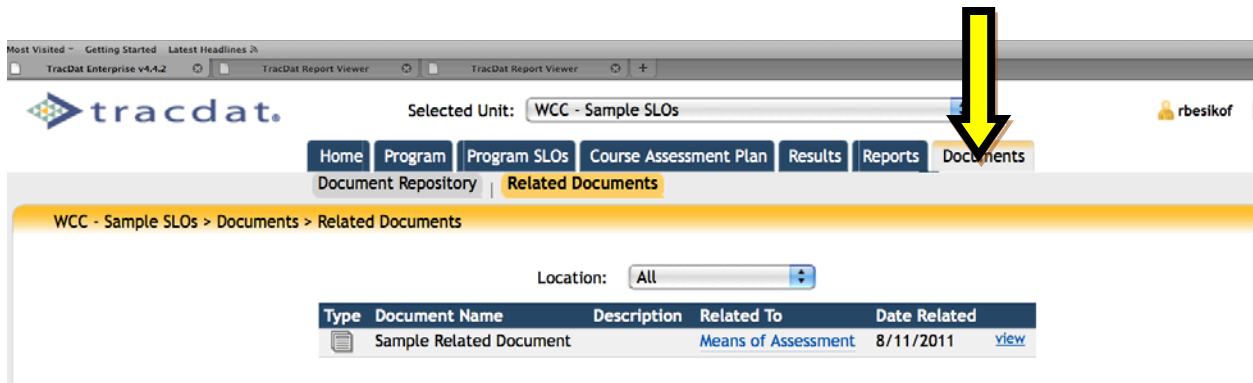 Most Visited Getting Started Latest Headlines
TracDat Enterprise v4.4.2 TracDat Report Viewer TracDat Report Viewer +
tracdat. Selected Unit: WCC - Sample SLOs rbesikof
Home Program Program SLOs Course Assessment Plan Results Reports Documents
Document Repository | Related Documents
WCC - Sample SLOs > Documents > Related Documents
Location: All
Type Document Name Description Related To Date Related
Sample Related Document Means of Assessment 8/11/2011 view